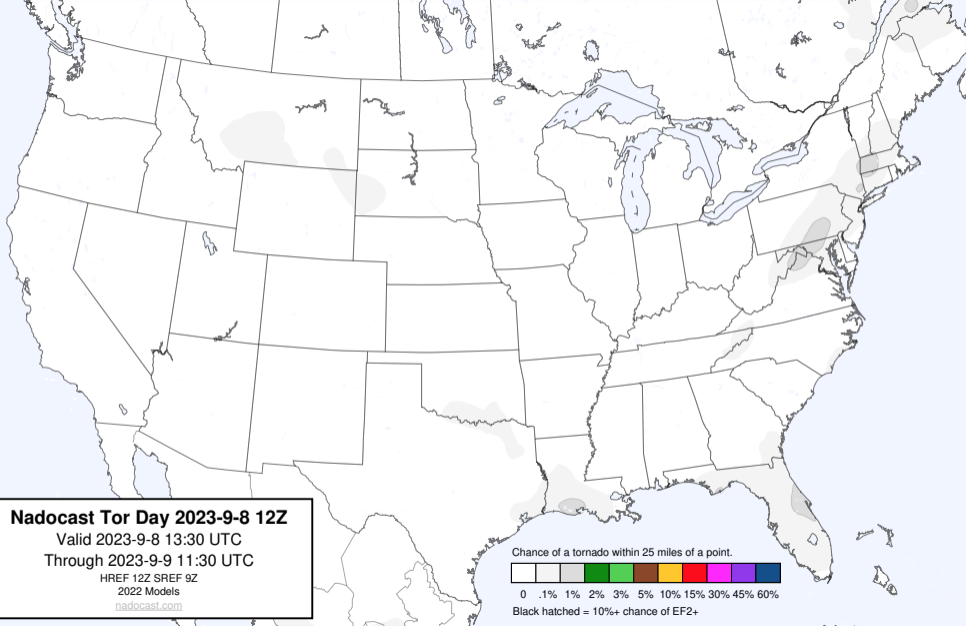 Nadocast Tor Day 2023-9-8 12Z
Valid 2023-9-8 13:30 UTC
Through 2023-9-9 11:30 UTC
HREF 12Z SREF 9Z
2022 Models
nadocast.com
Chance of a tornado within 25 miles of a point.
0 .1% 1% 2% 3% 5% 10% 15% 30% 45% 60%
Black hatched = 10%+ chance of EF2+